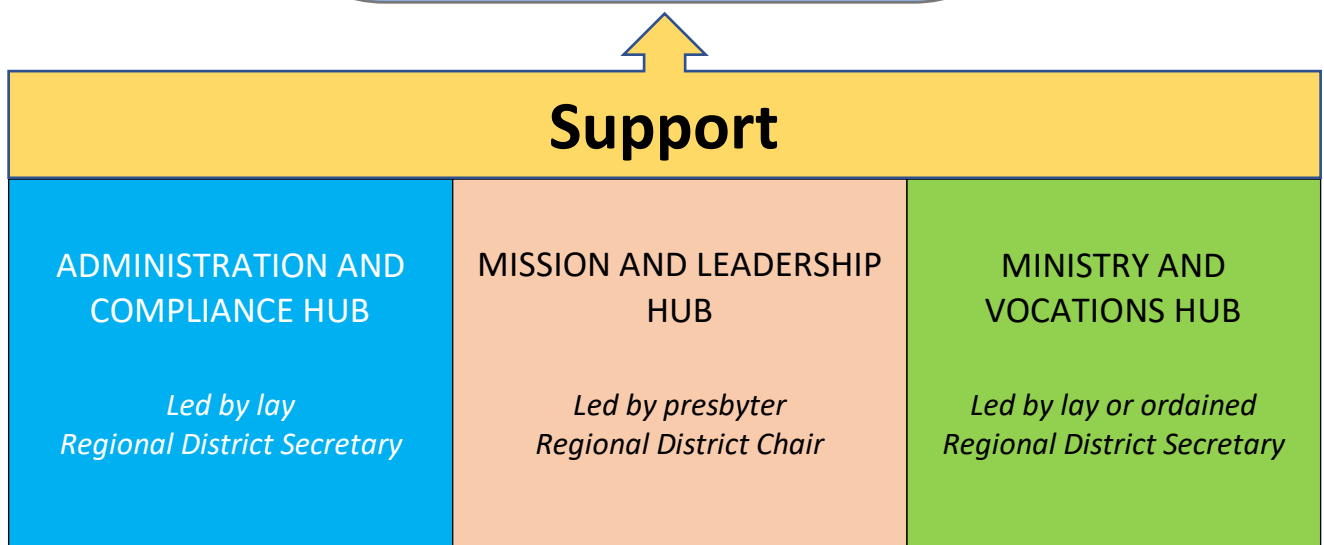 Support
ADMINISTRATION AND
COMPLIANCE HUB
Led by lay
Regional District Secretary
MISSION AND LEADERSHIP
HUB
Led by presbyter
Regional District Chair
MINISTRY AND
VOCATIONS HUB
Led by lay or ordained
Regional District Secretary